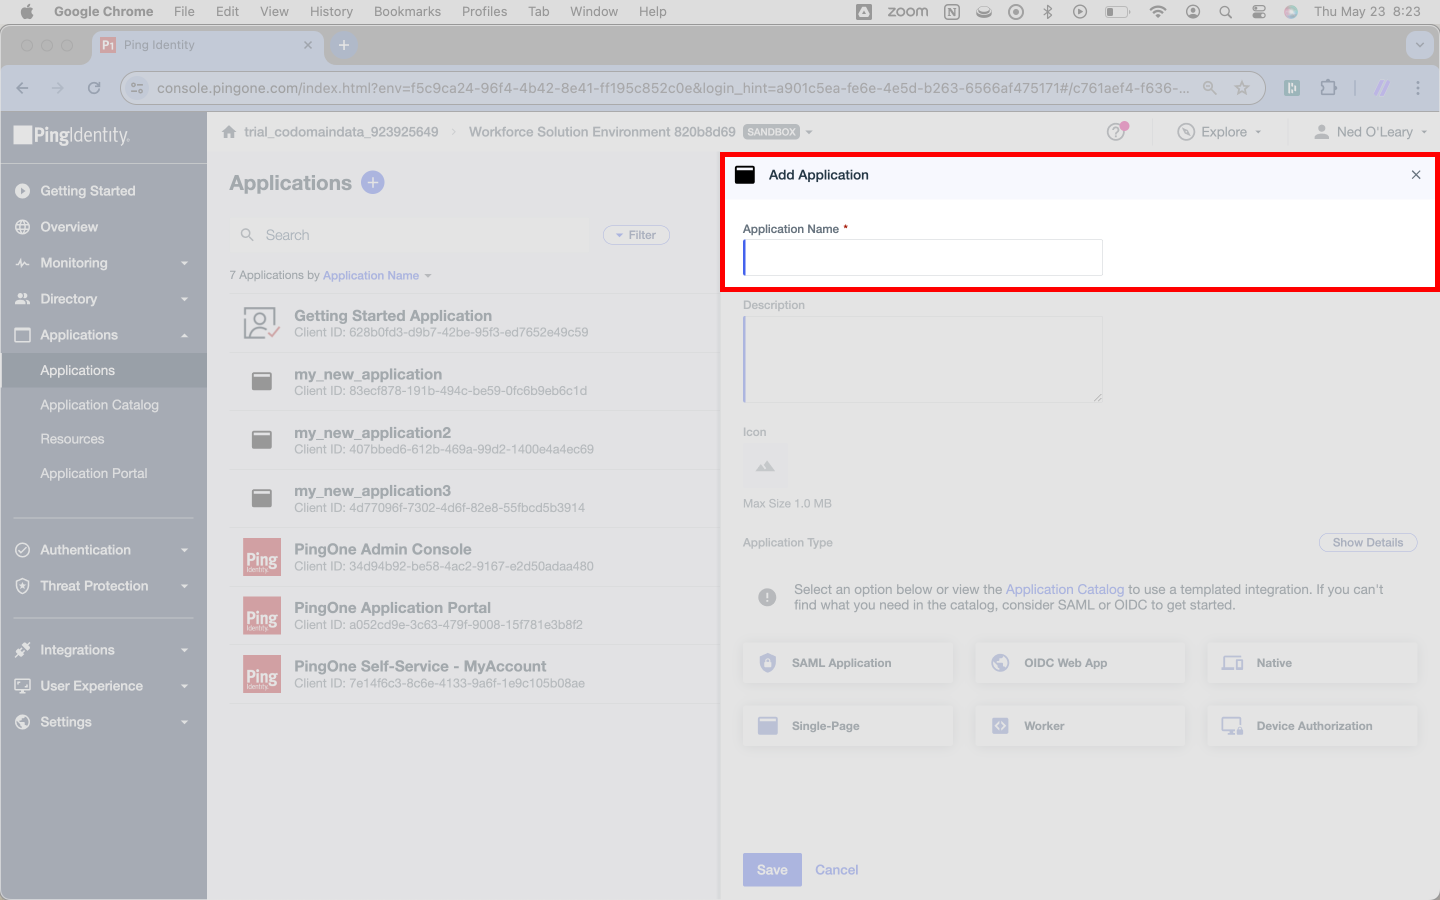 Google Chrome File Edit View History Bookmarks Profiles Tab Window Help zoom Thu May 23 8:23
P1 Ping Identity
console.pingone.com/index.html?env=f5c9ca24-96f4-4b42-8e41-ff195c852c0e&login_hint=a901c5ea-fe6e-4e5d-b263-6566af475171#/c761aef4-f636-...
PingIdentity.
trial_codomaindata_923925649 Workforce Solution Environment 820b8d69 SANDBOX Explore Ned O'Leary
Getting Started
Overview
Monitoring
Directory
Applications
Applications
Application Catalog
Resources
Application Portal
Authentication
Threat Protection
Integrations
User Experience
Settings
Applications
Search Filter
7 Applications by Application Name
Getting Started Application
Client ID: 628b0fd3-d9b7-42be-95f3-ed7652e49c59
my_new_application
Client ID: 83ecf878-191b-494c-be59-0fc6b9eb6c1d
my_new_application2
Client ID: 407bbed6-612b-469a-99d2-1400e4a4ec69
my_new_application3
Client ID: 4d77096f-7302-4d6f-82e8-55fbcd5b3914
Ping Identity
PingOne Admin Console
Client ID: 34d94b92-be58-4ac2-9167-e2d50adaa480
Ping Identity
PingOne Application Portal
Client ID: a052cd9e-3c63-479f-9008-15f781e3b8f2
Ping Identity
PingOne Self-Service - MyAccount
Client ID: 7e14f6c3-8c6e-4133-9a6f-1e9c105b08ae
Add Application
Application Name *
Description
Icon
Max Size 1.0 MB
Application Type Show Details
Select an option below or view the Application Catalog to use a templated integration. If you can't
find what you need in the catalog, consider SAML or OIDC to get started.
SAML Application OIDC Web App Native
Single-Page Worker Device Authorization
Save Cancel